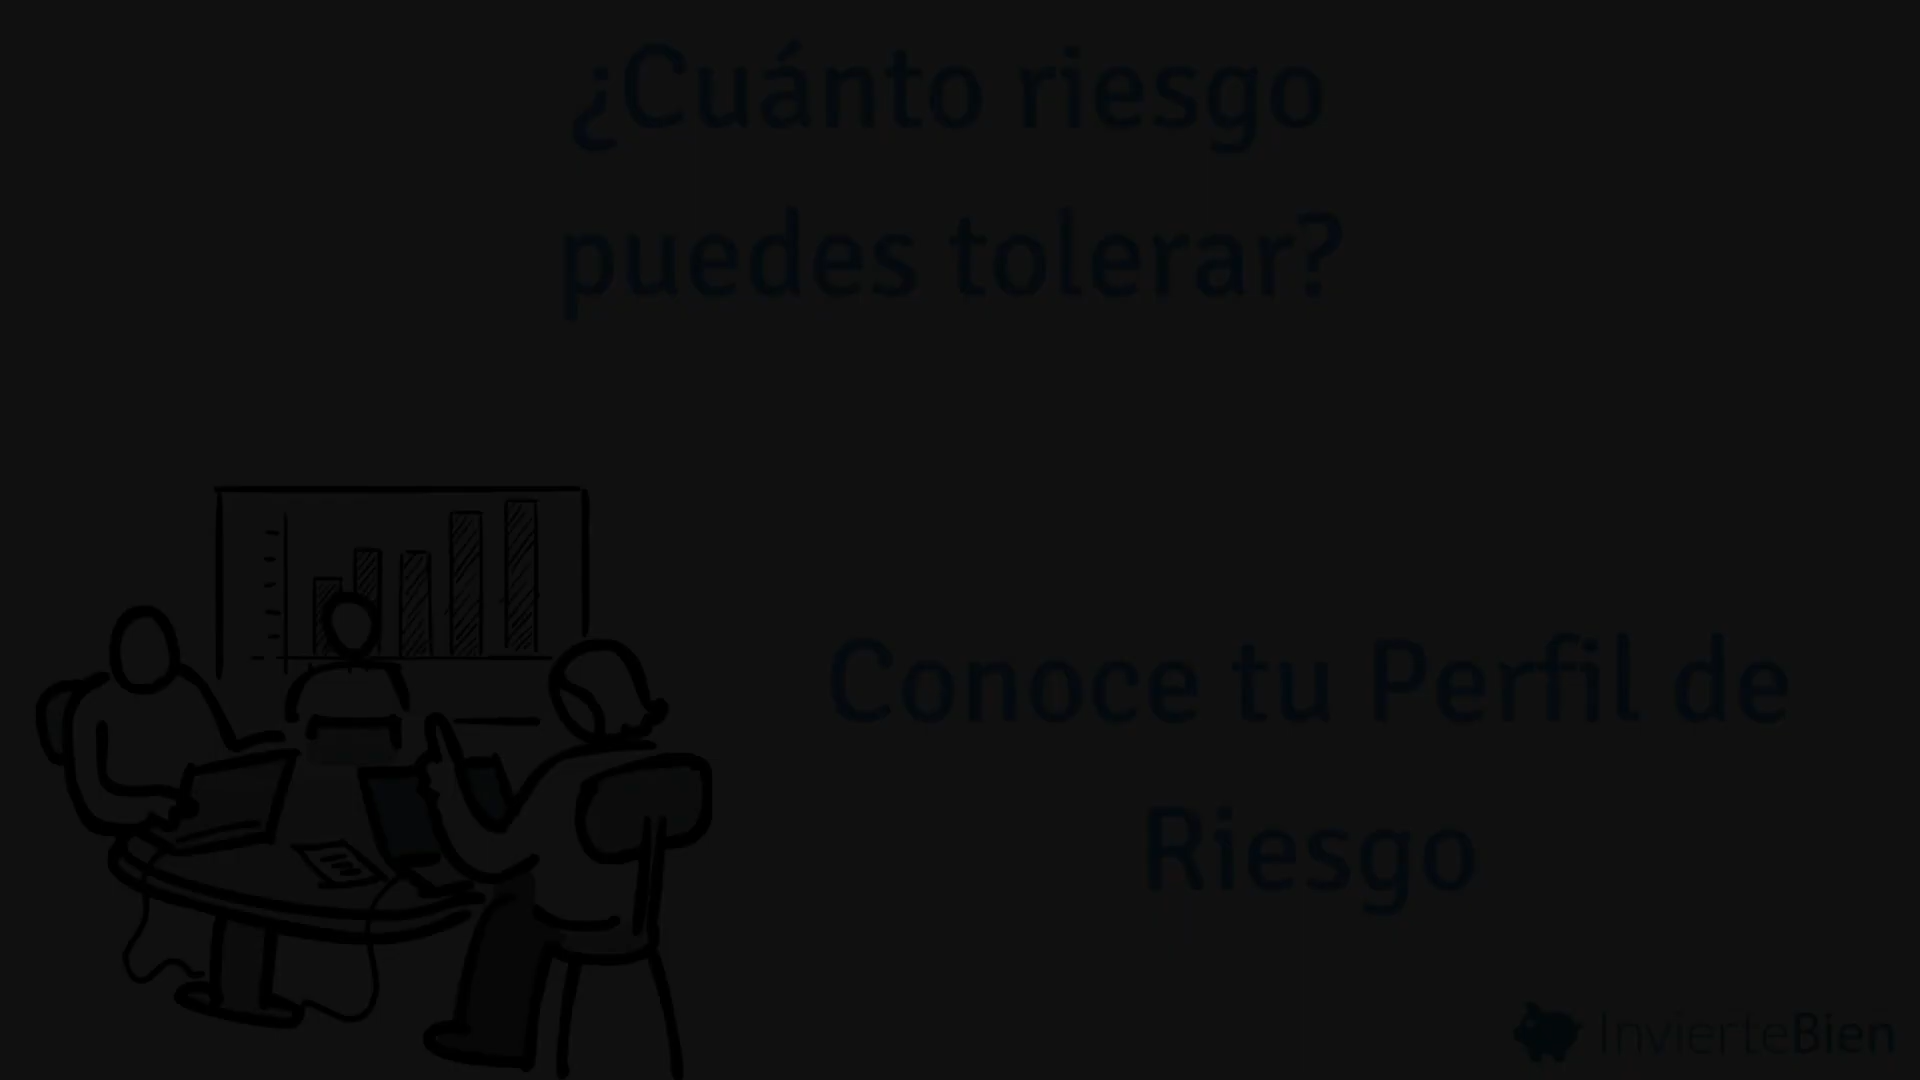 ¿Cuánto riesgo
puedes tolerar?
Conoce tu Perfil de
Riesgo
InvierteBien